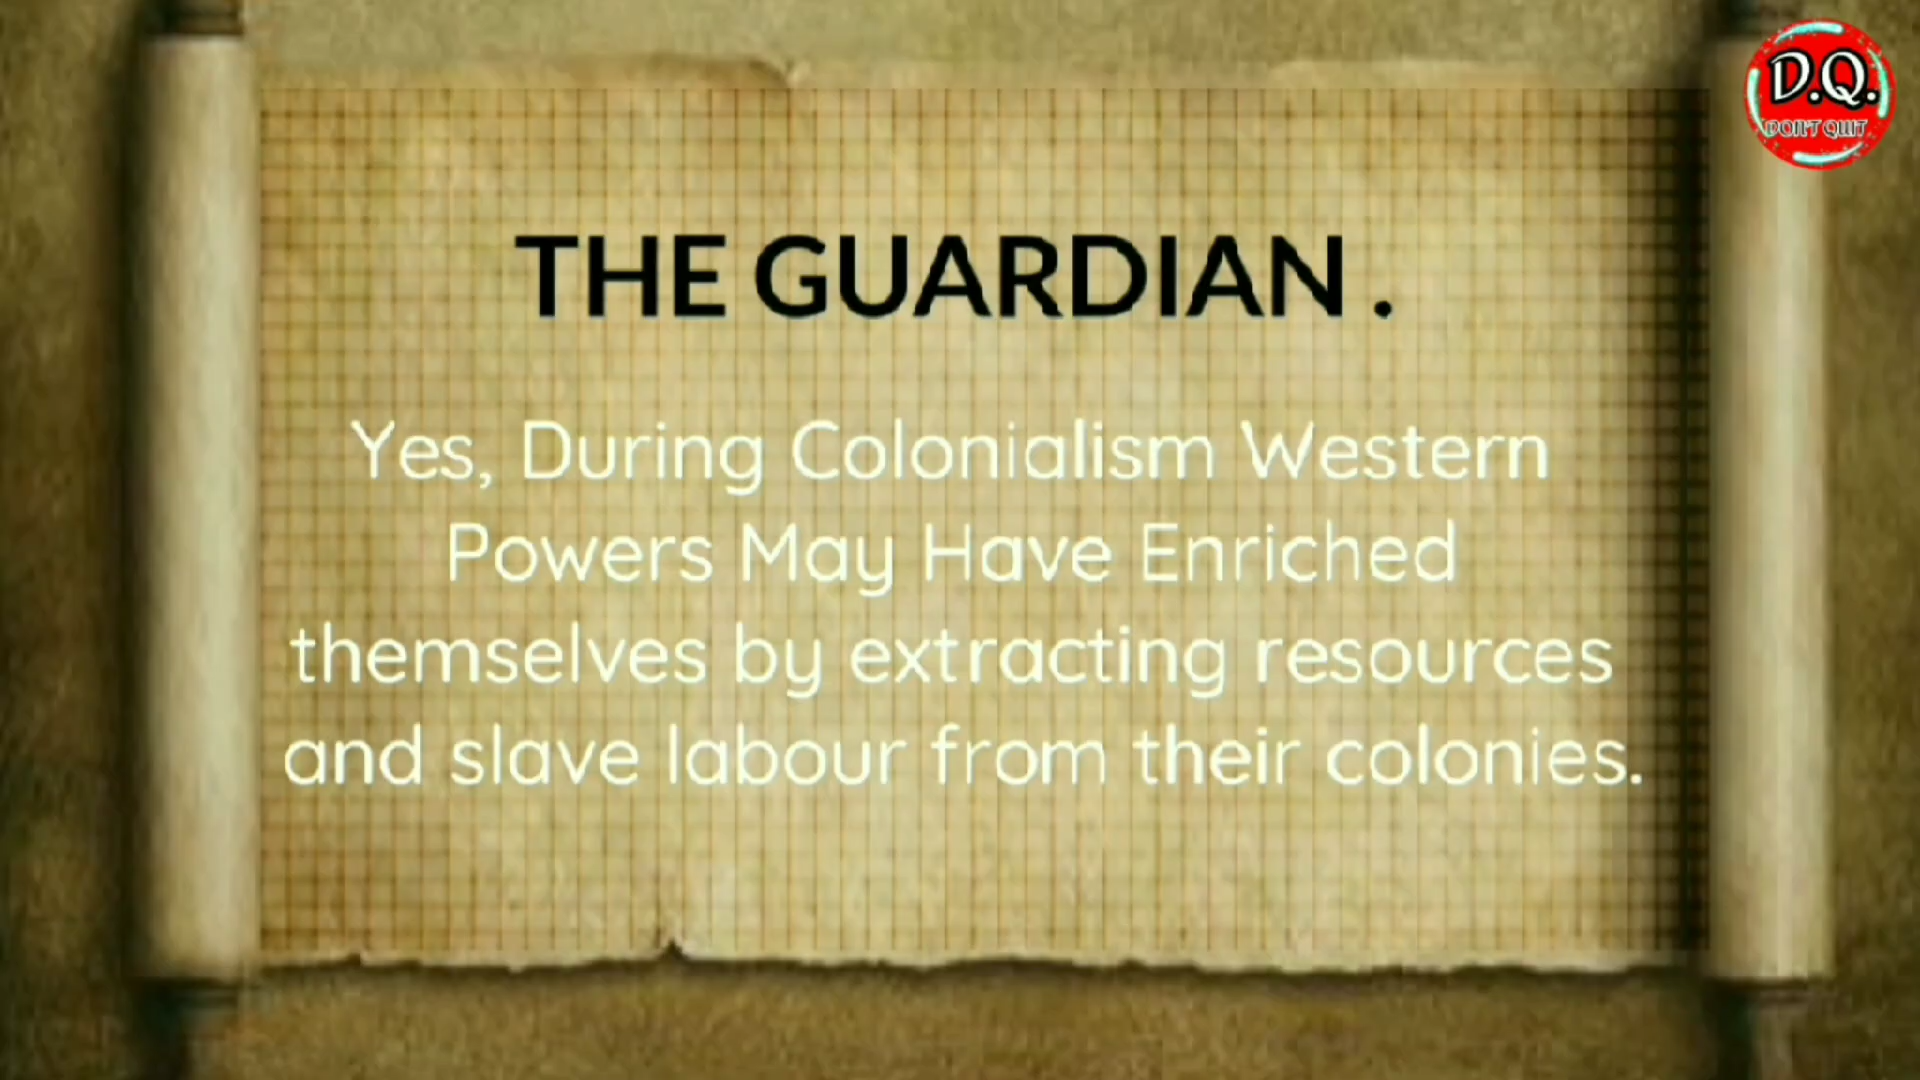 D.Q.
DON'T QUIT
THE GUARDIAN .
Yes, During Colonialism Western
Powers May Have Enriched
themselves by extracting resources
and slave labour from their colonies.